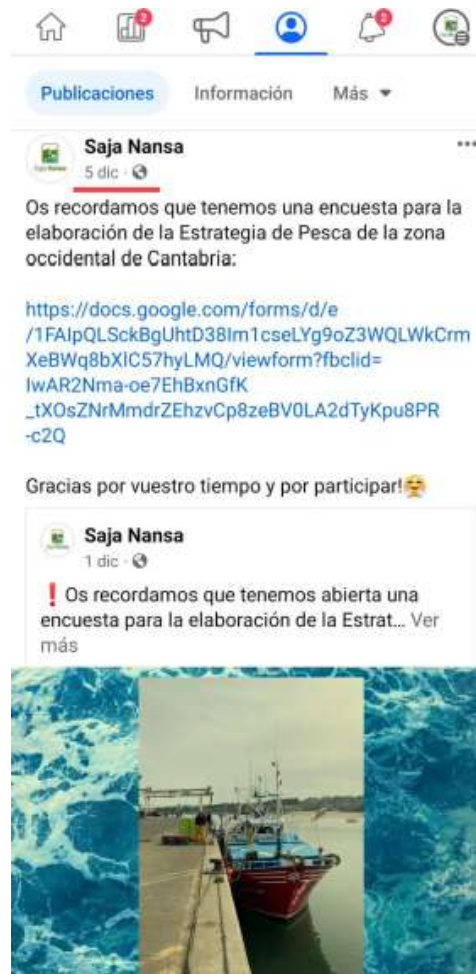 2
2
Publicaciones
Información
Más
Saja Nansa
5 dic
Os recordamos que tenemos una encuesta para la
elaboración de la Estrategia de Pesca de la zona
occidental de Cantabria:
https://docs.google.com/forms/d/e
/1FAIpQLSckBgUhtD38Im1cseLYg9oZ3WQLWkCrm
XeBWq8bXIC57hyLMQ/viewform?fbclid=
IwAR2Nma-oe7EhBxnGfK
_tXOsZNrMmdrZEhzvCp8zeBV0LA2dTyKpu8PR
-c2Q
Gracias por vuestro tiempo y por participar!🤗
Saja Nansa
1 dic
❗Os recordamos que tenemos abierta una
encuesta para la elaboración de la Estrat... Ver
más